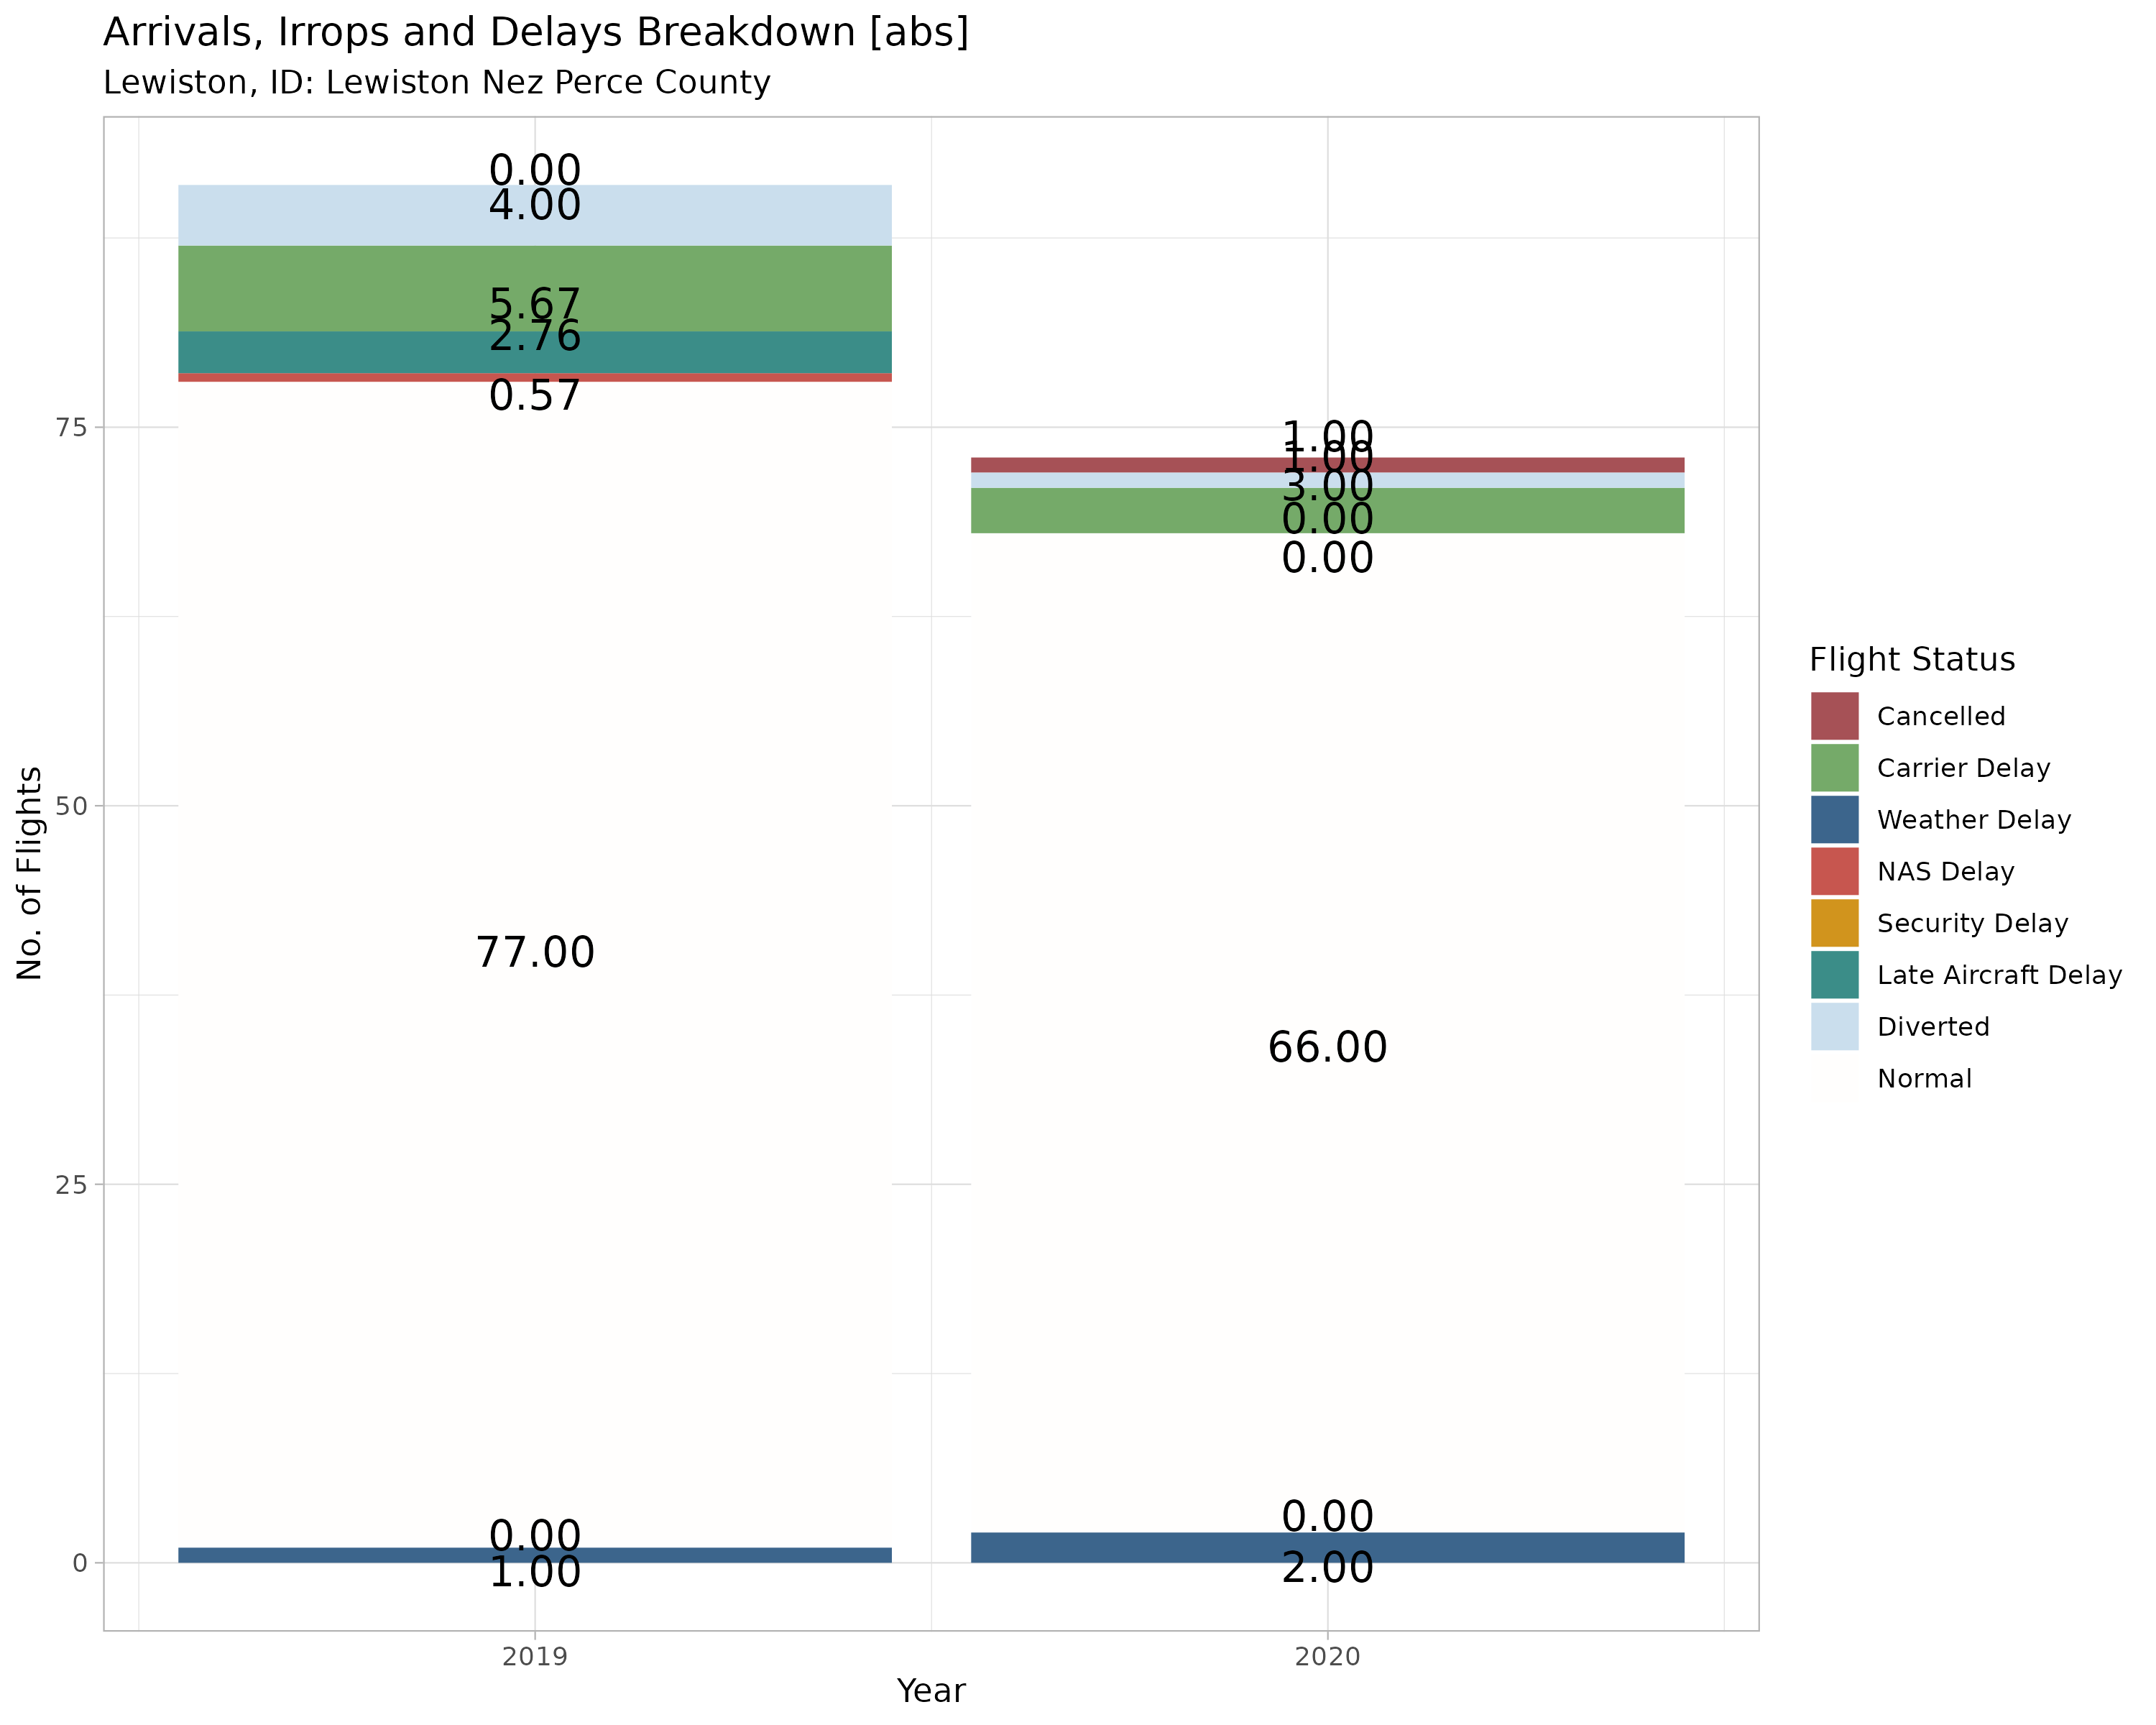 Arrivals, Irrops and Delays Breakdown [abs]
Lewiston, ID: Lewiston Nez Perce County
No. of Flights
75
50
25
0
0.00
4.00
5.67
2.76
0.57
77.00
0.00
1.00
1.00
1.00
3.00
0.00
0.00
66.00
0.00
2.00
2019
2020
Year
Flight Status
Cancelled
Carrier Delay
Weather Delay
NAS Delay
Security Delay
Late Aircraft Delay
Diverted
Normal